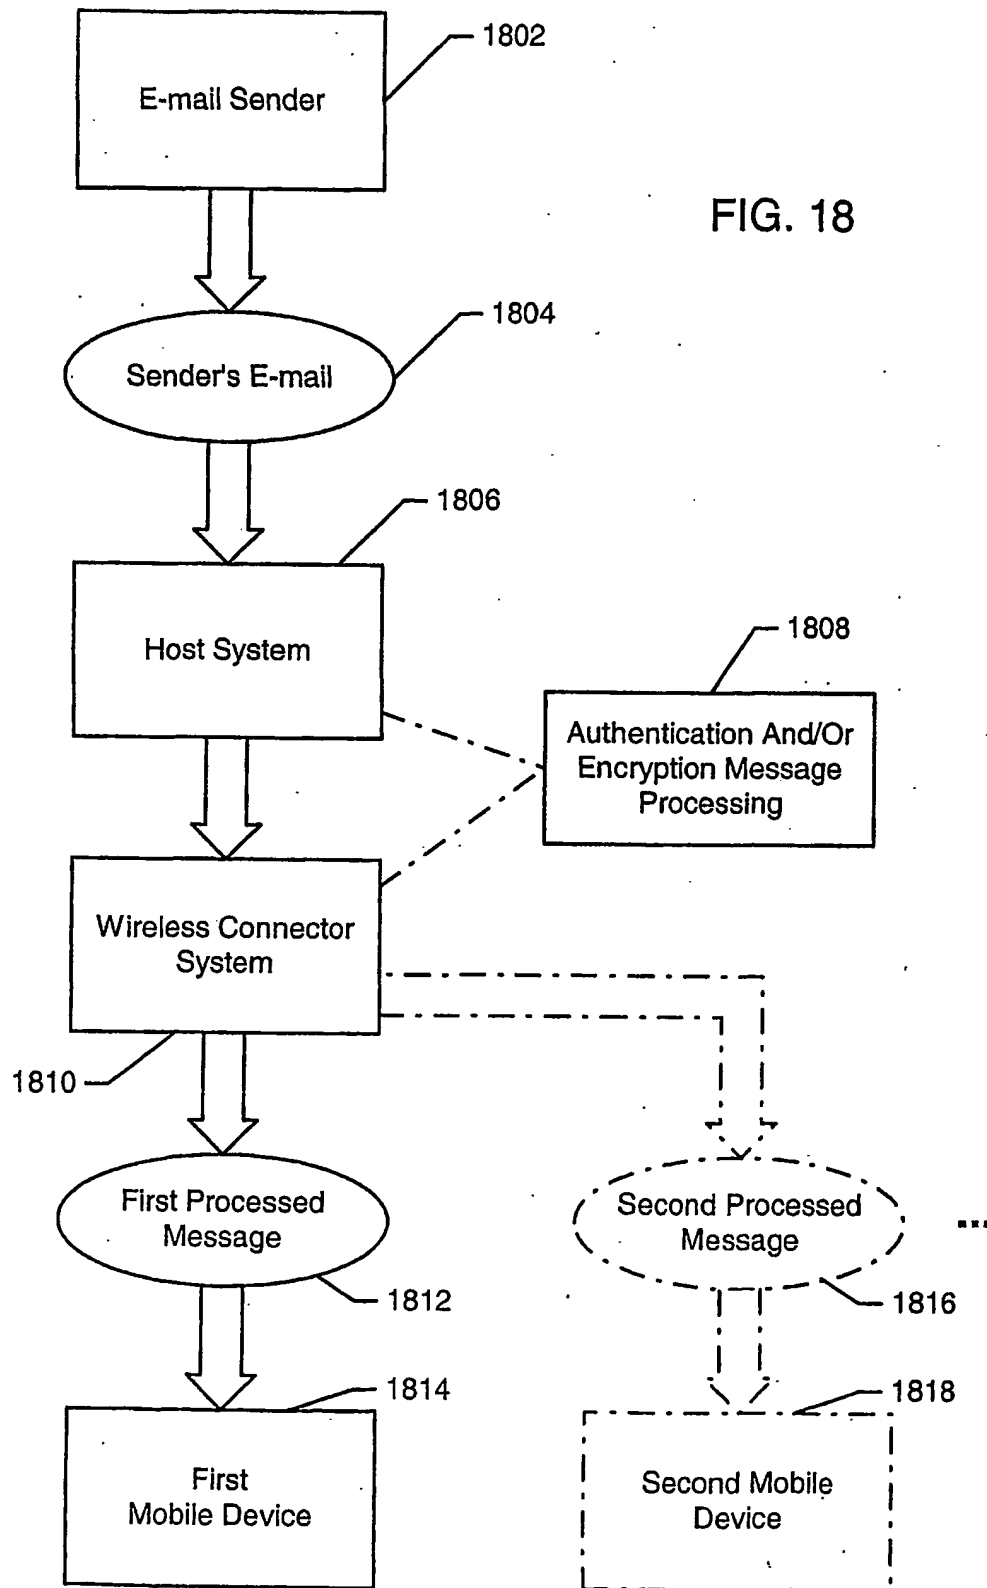 1802
E-mail Sender
FIG. 18
1804
Sender's E-mail
1806
Host System
1808
Authentication And/Or
Encryption Message
Processing
Wireless Connector
System
1810
First Processed
Message
1812
Second Processed
Message
1816
1814
First
Mobile Device
1818
Second Mobile
Device